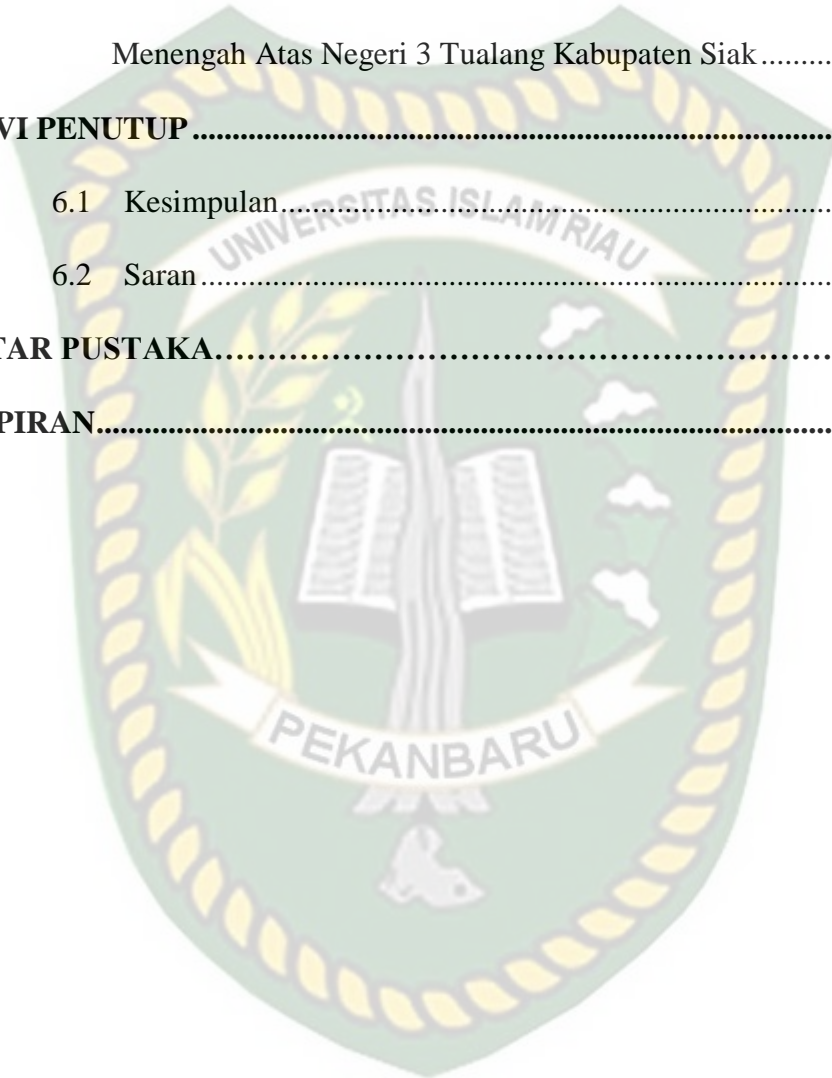 Menengah Atas Negeri 3 Tualang Kabupaten Siak.........
VI PENUTUP................................................................................
6.1 Kesimpulan......................................................................
UNIVERSITAS ISLAM RIAU
6.2 Saran................................................................................
TAR PUSTAKA……………………………………………………
PIRAN............................................................................................
PEKANBARU